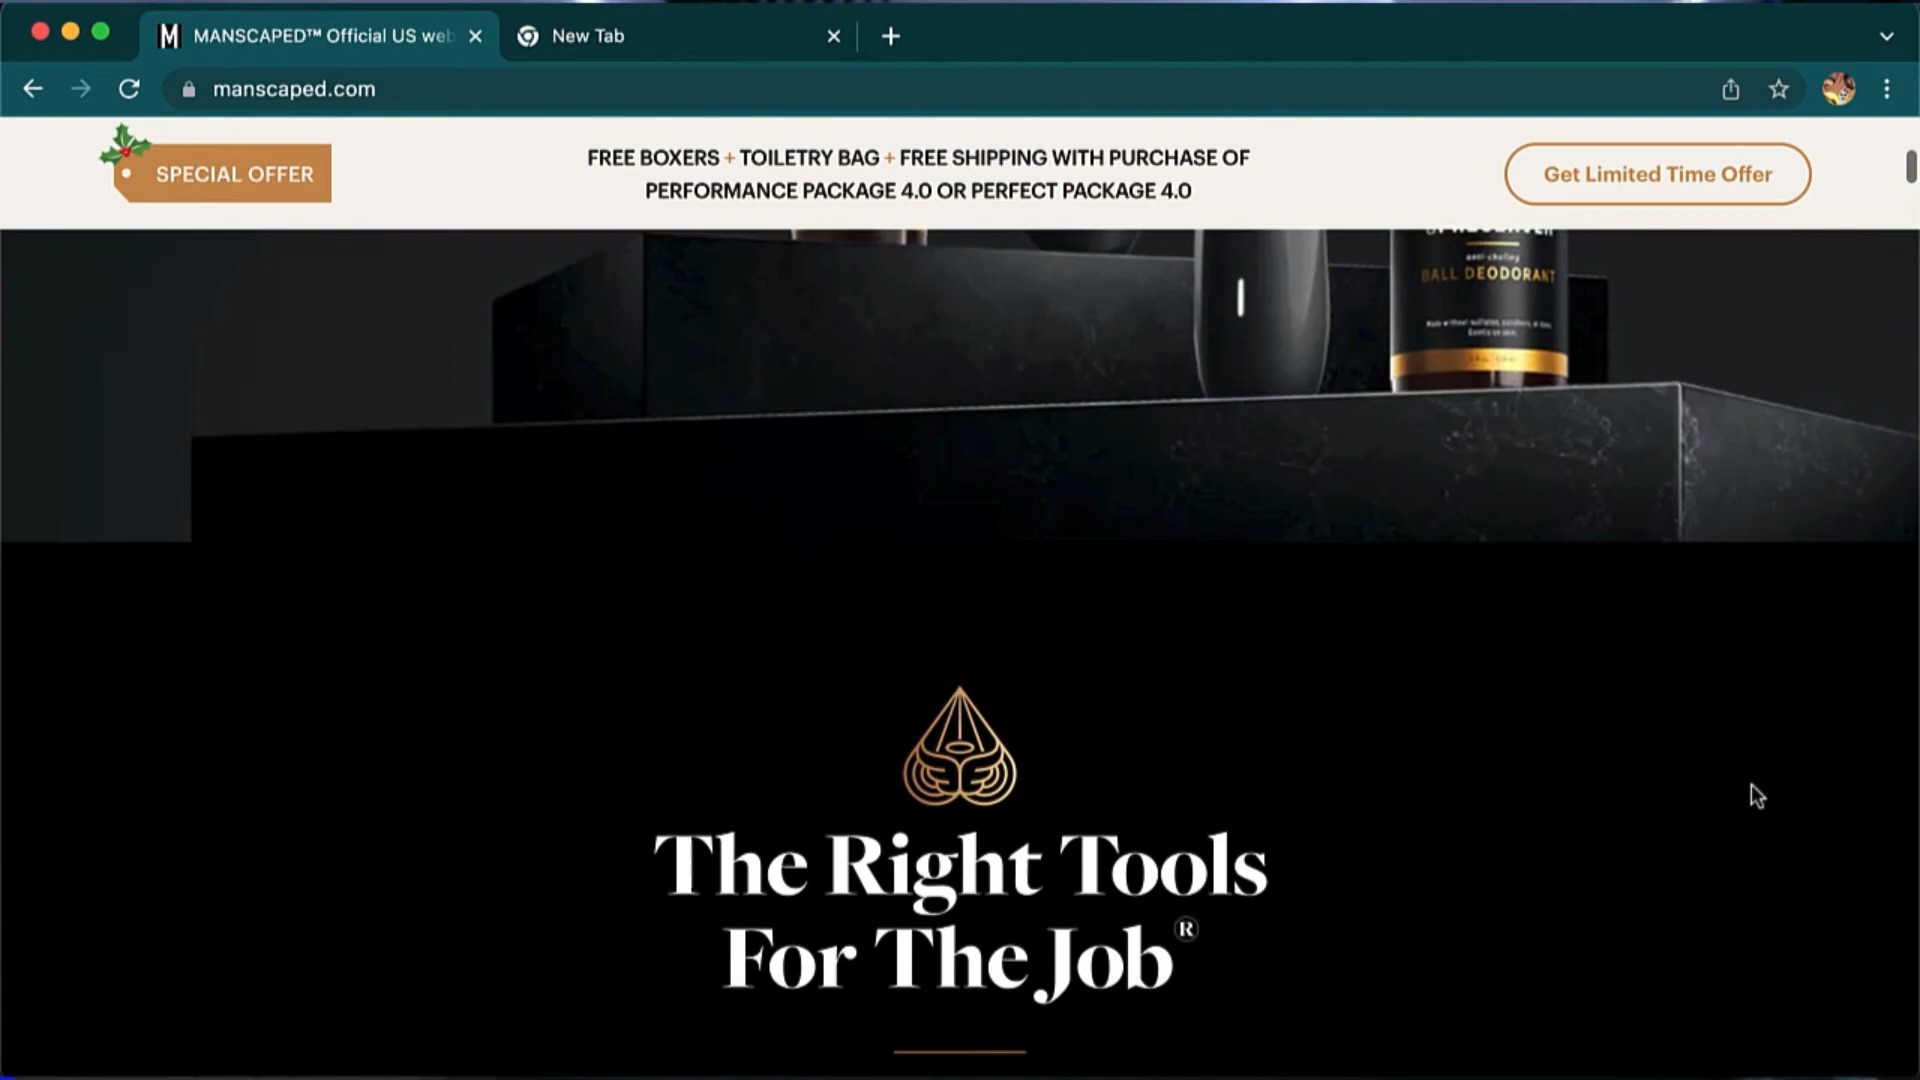 MANSCAPED™ Official US web
New Tab
manscaped.com
SPECIAL OFFER
FREE BOXERS + TOILETRY BAG + FREE SHIPPING WITH PURCHASE OF
PERFORMANCE PACKAGE 4.0 OR PERFECT PACKAGE 4.0
Get Limited Time Offer
anti-chafing
BALL DEODORANT
The Right Tools
For The Job®